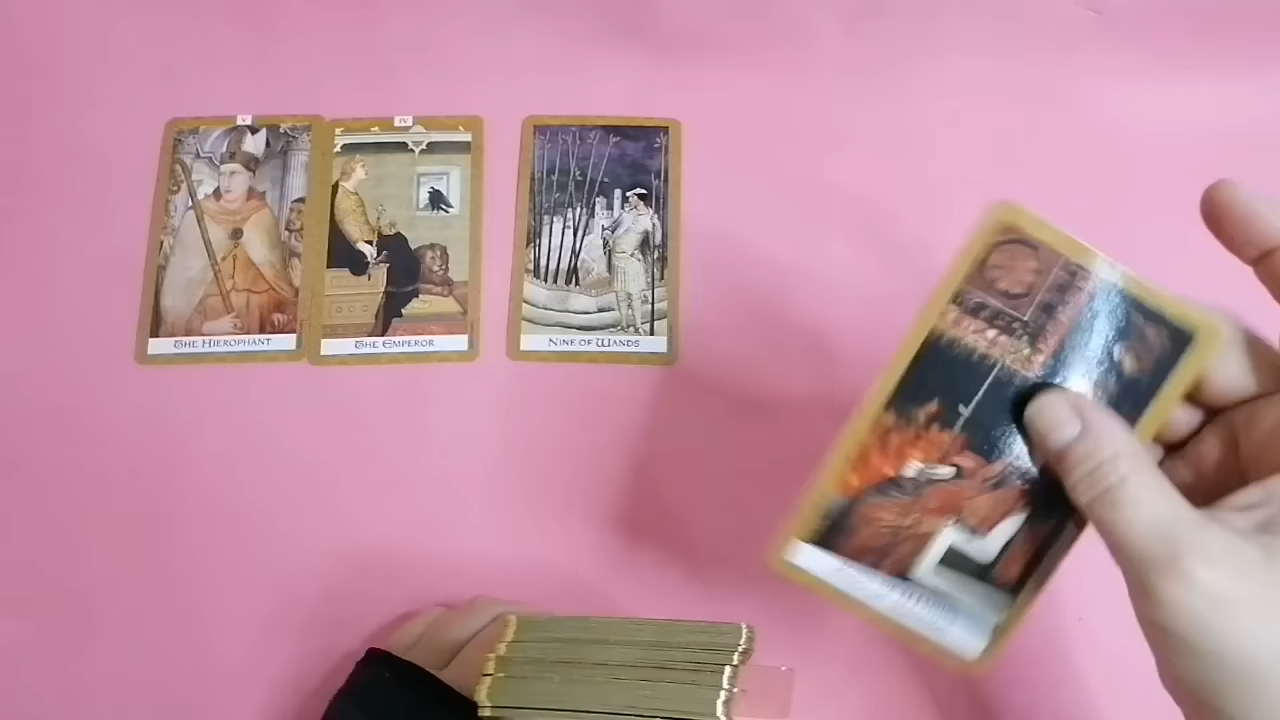 V
IV
THE HIEROPHANT
THE EMPEROR
NINE OF WANDS